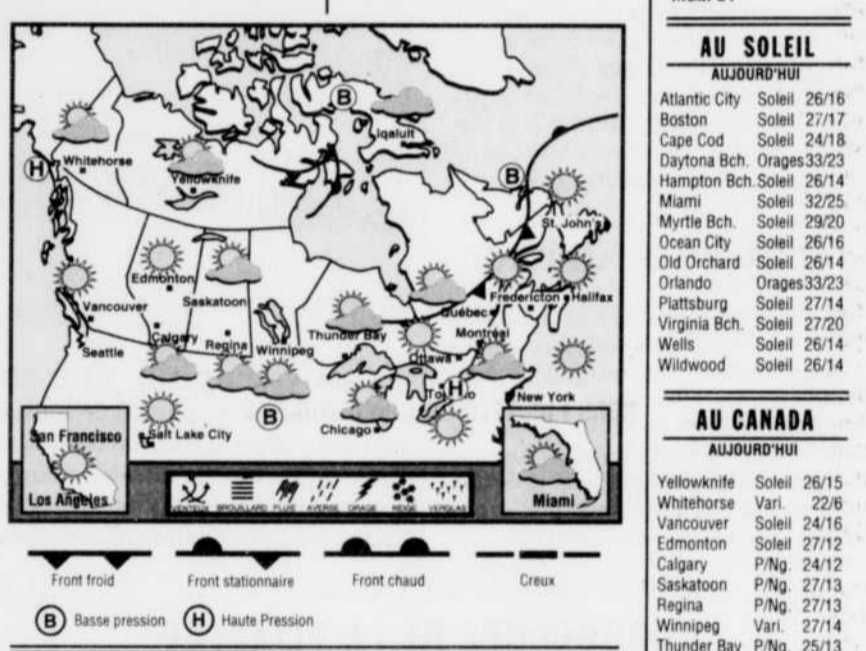 Iqaluit
Whitehorse
Yellowknife
St. John's
Edmonton
Saskatoon
Vancouver
Fredericton Halifax
Québec
Calgary
Regina
Winnipeg
Thunder Bay
Montréal
Seattle
Ottawa
New York
San Francisco
Salt Lake City
Chicago
Los Angeles
Miami
VENTEUX BROUILLARD PLUIE AVERSE ORAGE NEIGE VERGLAS
Front froid
Front stationnaire
Front chaud
Creux
B Basse pression
H Haute Pression
AU SOLEIL
AUJOURD'HUI
Atlantic City Soleil 26/16
Boston Soleil 27/17
Cape Cod Soleil 24/18
Daytona Bch. Orages 33/23
Hampton Bch. Soleil 26/14
Miami Soleil 32/25
Myrtle Bch. Soleil 29/20
Ocean City Soleil 26/16
Old Orchard Soleil 26/14
Orlando Orages 33/23
Plattsburg Soleil 27/14
Virginia Bch. Soleil 27/20
Wells Soleil 26/14
Wildwood Soleil 26/14
AU CANADA
AUJOURD'HUI
Yellowknife Soleil 26/15
Whitehorse Vari. 22/6
Vancouver Soleil 24/16
Edmonton Soleil 27/12
Calgary P/Ng. 24/12
Saskatoon P/Ng. 27/13
Regina P/Ng. 27/13
Winnipeg Vari. 27/14
Thunder Bay P/Ng. 25/13